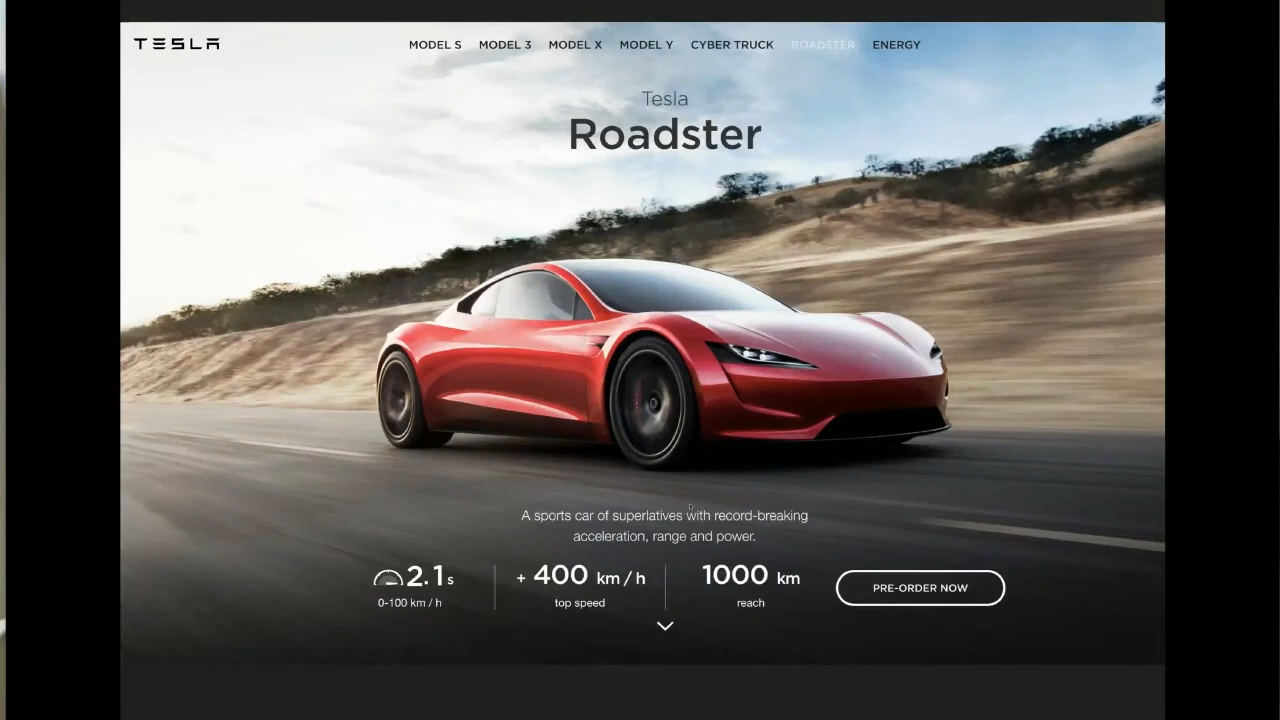 TESLA
MODEL S MODEL 3 MODEL X MODEL Y CYBER TRUCK ROADSTER ENERGY
Tesla
Roadster
A sports car of superlatives with record-breaking
acceleration, range and power.
2.1 s + 400 km / h 1000 km
0-100 km / h top speed reach
PRE-ORDER NOW